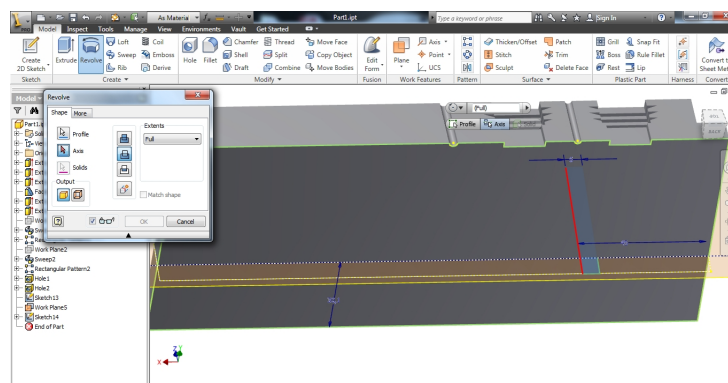 As Materia
Part1.ipt
Type a keyword or phrase
Sign In
PRO
Model Inspect Tools Manage View Environments Vault Get Started
Create
2D Sketch
Extrude
Revolve
Loft
Sweep
Rib
Coil
Emboss
Derive
Hole
Fillet
Chamfer
Shell
Draft
Thread
Split
Combine
Move Face
Copy Object
Move Bodies
Edit
Form
Plane
Axis
Point
UCS
Thicken/Offset
Stitch
Sculpt
Patch
Trim
Delete Face
Grill
Boss
Rest
Snap Fit
Rule Fillet
Lip
Convert t
Sheet Met
Sketch
Create
Modify
Fusion
Work Features
Pattern
Surface
Plastic Part
Harness
Convert
Model
Part1.i
Revolve
Shape
More
Profile
Axis
Solids
Output
Extents
Full
Match shape
OK
Cancel
Work Plane2
Sweep2
Rectangular Pattern2
Hole1
Hole2
Sketch13
Work Plane5
Sketch14
End of Part
(Full)
Profile
Axis
X
Z
Y